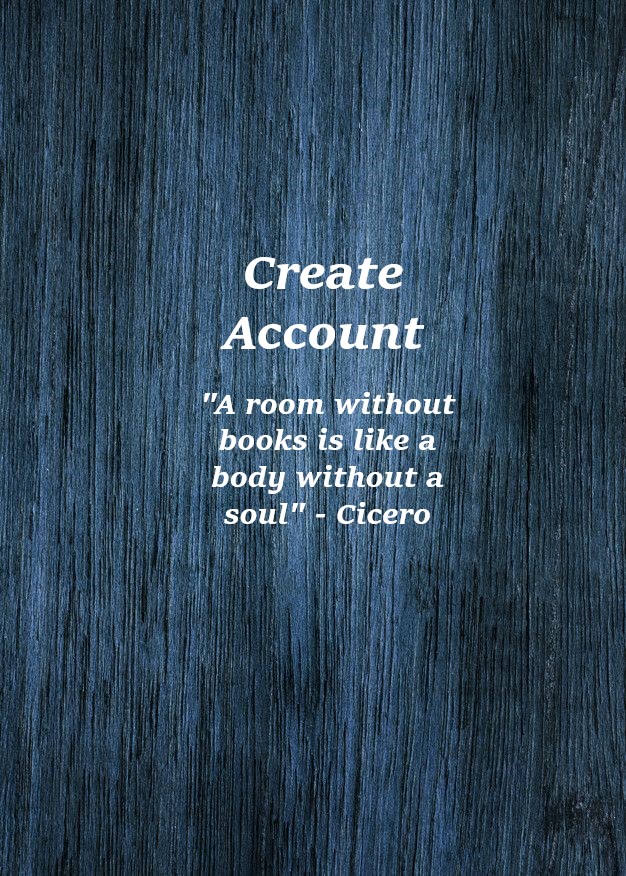 Create
Account
"A room without
books is like a
body without a
soul" - Cicero